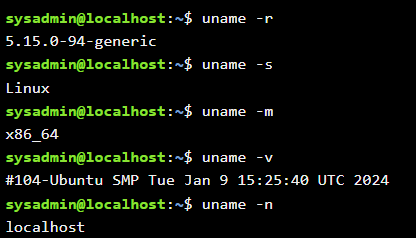 sysadmin@localhost:~$ uname -r
5.15.0-94-generic
sysadmin@localhost:~$ uname -s
Linux
sysadmin@localhost:~$ uname -m
x86_64
sysadmin@localhost:~$ uname -v
#104-Ubuntu SMP Tue Jan 9 15:25:40 UTC 2024
sysadmin@localhost:~$ uname -n
localhost